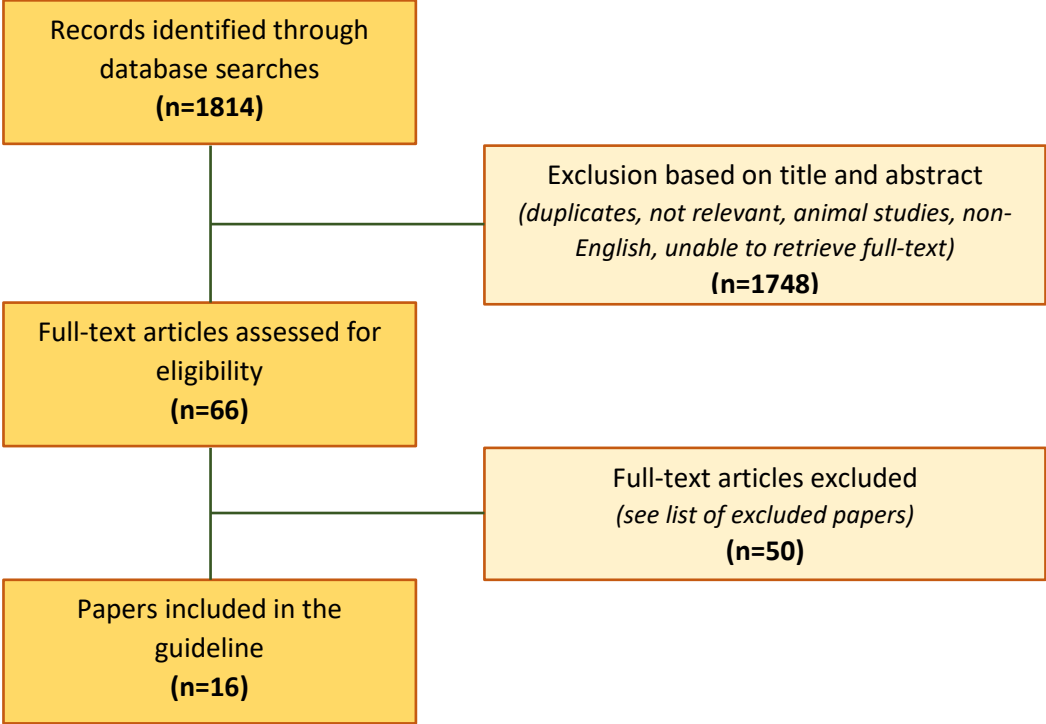 Records identified through
database searches
(n=1814)
Exclusion based on title and abstract
(duplicates, not relevant, animal studies, non-
English, unable to retrieve full-text)
(n=1748)
Full-text articles assessed for
eligibility
(n=66)
Full-text articles excluded
(see list of excluded papers)
(n=50)
Papers included in the
guideline
(n=16)